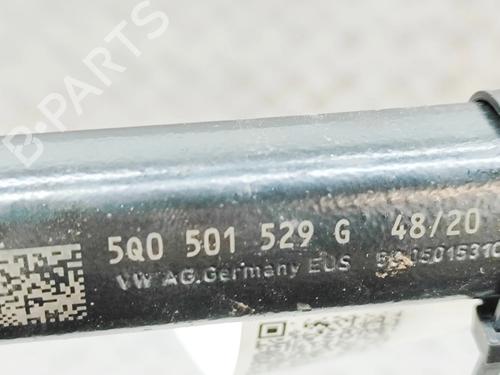 B-PARTS
5Q0 501 529 G 48/20
VW AG.Germany EUS